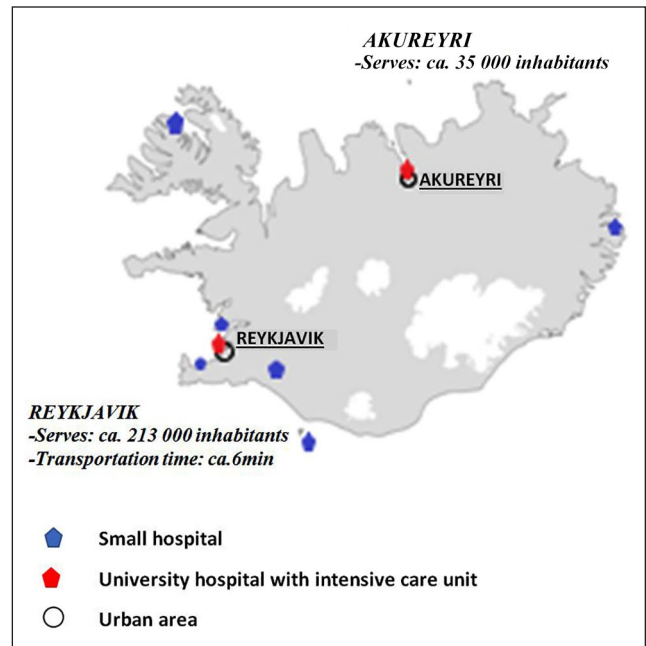 AKUREYRI
-Serves: ca. 35 000 inhabitants
AKUREYRI
REYKJAVIK
REYKJAVIK
-Serves: ca. 213 000 inhabitants
-Transportation time: ca.6min
Small hospital
University hospital with intensive care unit
Urban area